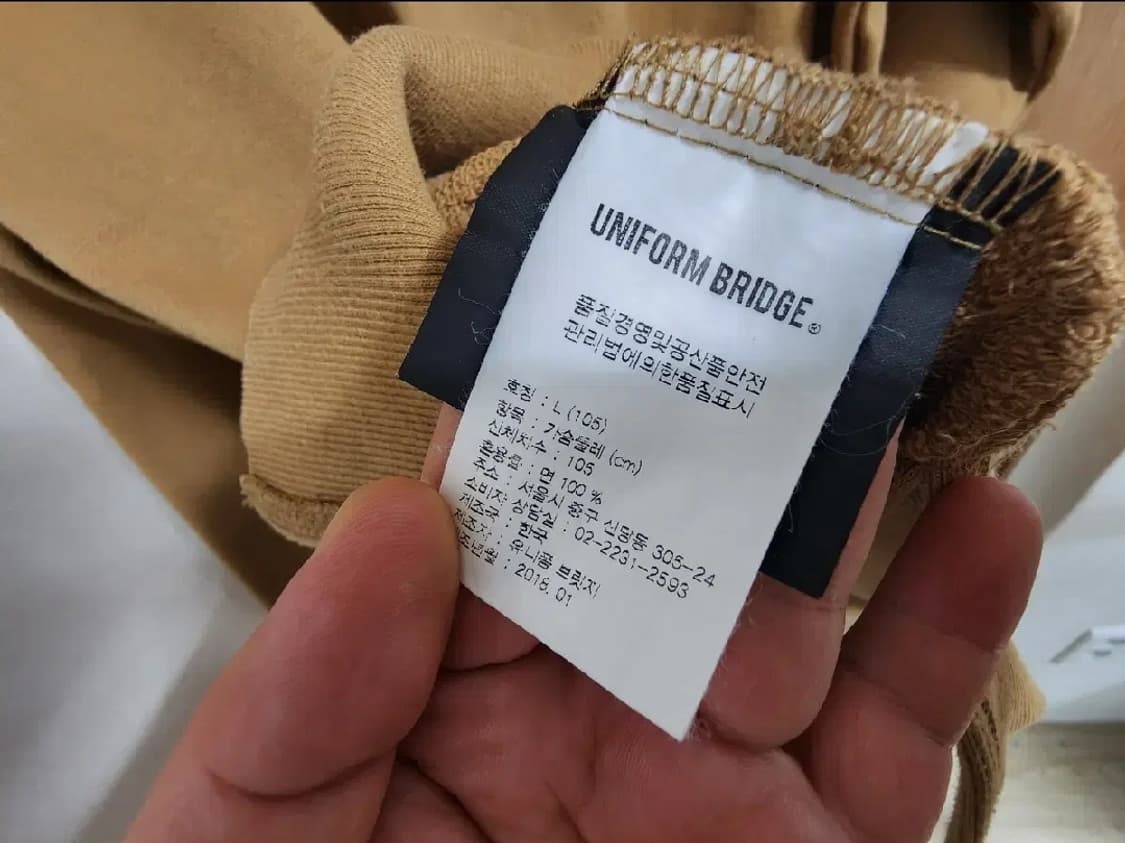 UNIFORM BRIDGE®
품질경영및공산품안전
관리법에의한품질표시
호칭 : L (105)
항목 : 가슴둘레 (cm)
신체치수 : 105
혼용율 : 면 100 %
주소 : 서울시 중구 신당동 305-24
소비자 상담실 : 02-2231-2593
제조국 : 한국
제조자 : 유니폼 브릿지
제조년월 : 2018. 01